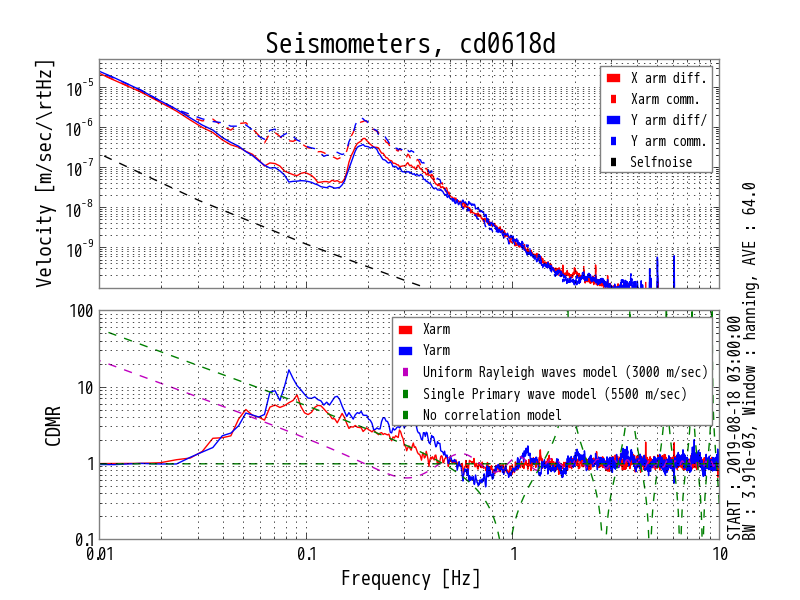 Seismometers, cd0618d
Velocity [m/sec/\rtHz]
10-5
10-6
10-7
10-8
10-9
X arm diff.
Xarm comm.
Y arm diff/
Y arm comm.
Selfnoise
CDMR
100
10
1
0.1
Xarm
Yarm
Uniform Rayleigh waves model (3000 m/sec)
Single Primary wave model (5500 m/sec)
No correlation model
0.01
0.1
1
10
Frequency [Hz]
START : 2019-08-18 03:00:00
BW : 3.91e-03, Window : hanning, AVE : 64.0